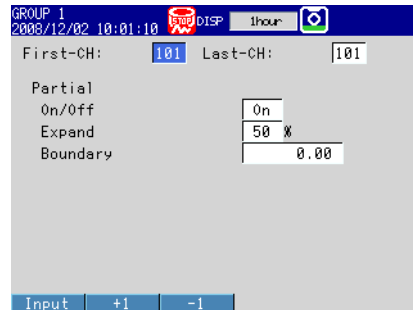 GROUP 1
2008/12/02 10:01:10 STOP DISP 1hour
First-CH: 101 Last-CH: 101
Partial
On/Off On
Expand 50 %
Boundary 0.00
Input +1 -1